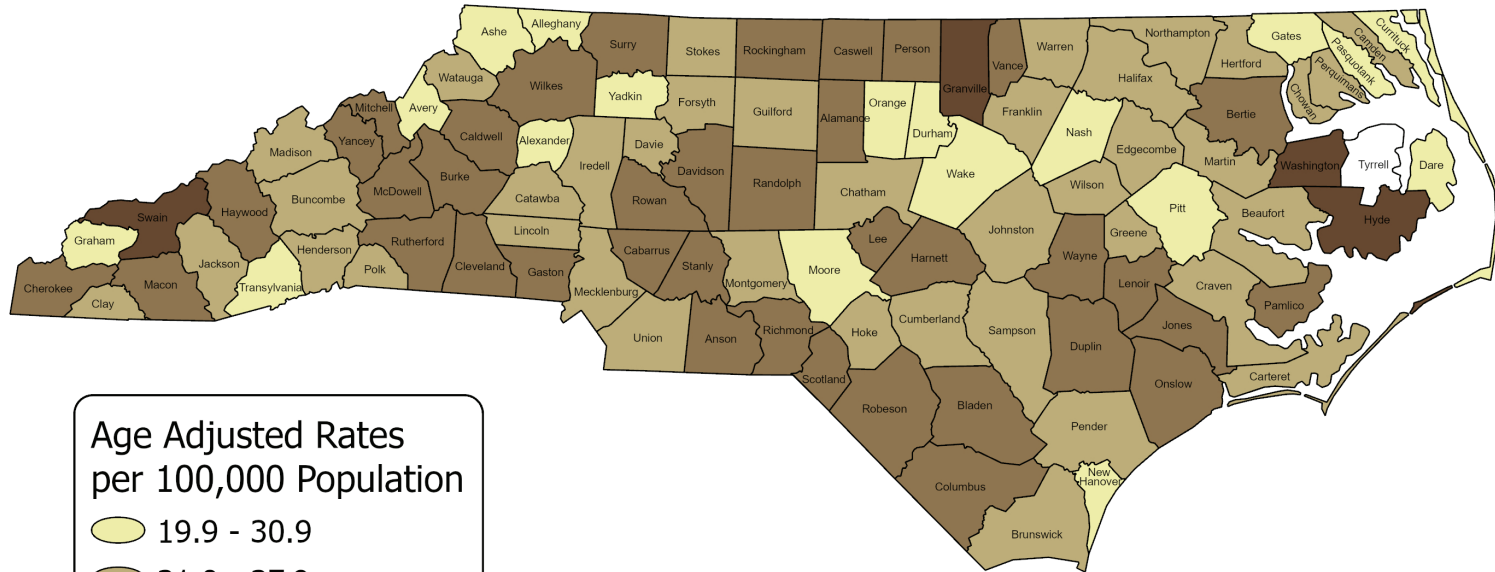 Ashe
Alleghany
Surry
Stokes
Rockingham
Caswell
Person
Granville
Vance
Warren
Northampton
Halifax
Hertford
Gates
Currituck
Camden
Pasquotank
Perquimans
Chowan
Watauga
Wilkes
Yadkin
Forsyth
Guilford
Alamance
Orange
Durham
Franklin
Nash
Edgecombe
Bertie
Martin
Washington
Tyrrell
Dare
Mitchell
Avery
Yancey
Caldwell
Alexander
Iredell
Davie
Davidson
Randolph
Chatham
Wake
Wilson
Pitt
Beaufort
Hyde
Madison
Buncombe
McDowell
Burke
Catawba
Rowan
Lincoln
Swain
Haywood
Graham
Jackson
Henderson
Transylvania
Polk
Rutherford
Cleveland
Gaston
Cabarrus
Stanly
Montgomery
Moore
Lee
Harnett
Johnston
Wayne
Greene
Lenoir
Craven
Pamlico
Cherokee
Clay
Macon
Mecklenburg
Union
Anson
Richmond
Scotland
Hoke
Cumberland
Sampson
Duplin
Jones
Onslow
Carteret
Robeson
Bladen
Pender
Columbus
New
Hanover
Brunswick
Age Adjusted Rates
per 100,000 Population
19.9 - 30.9